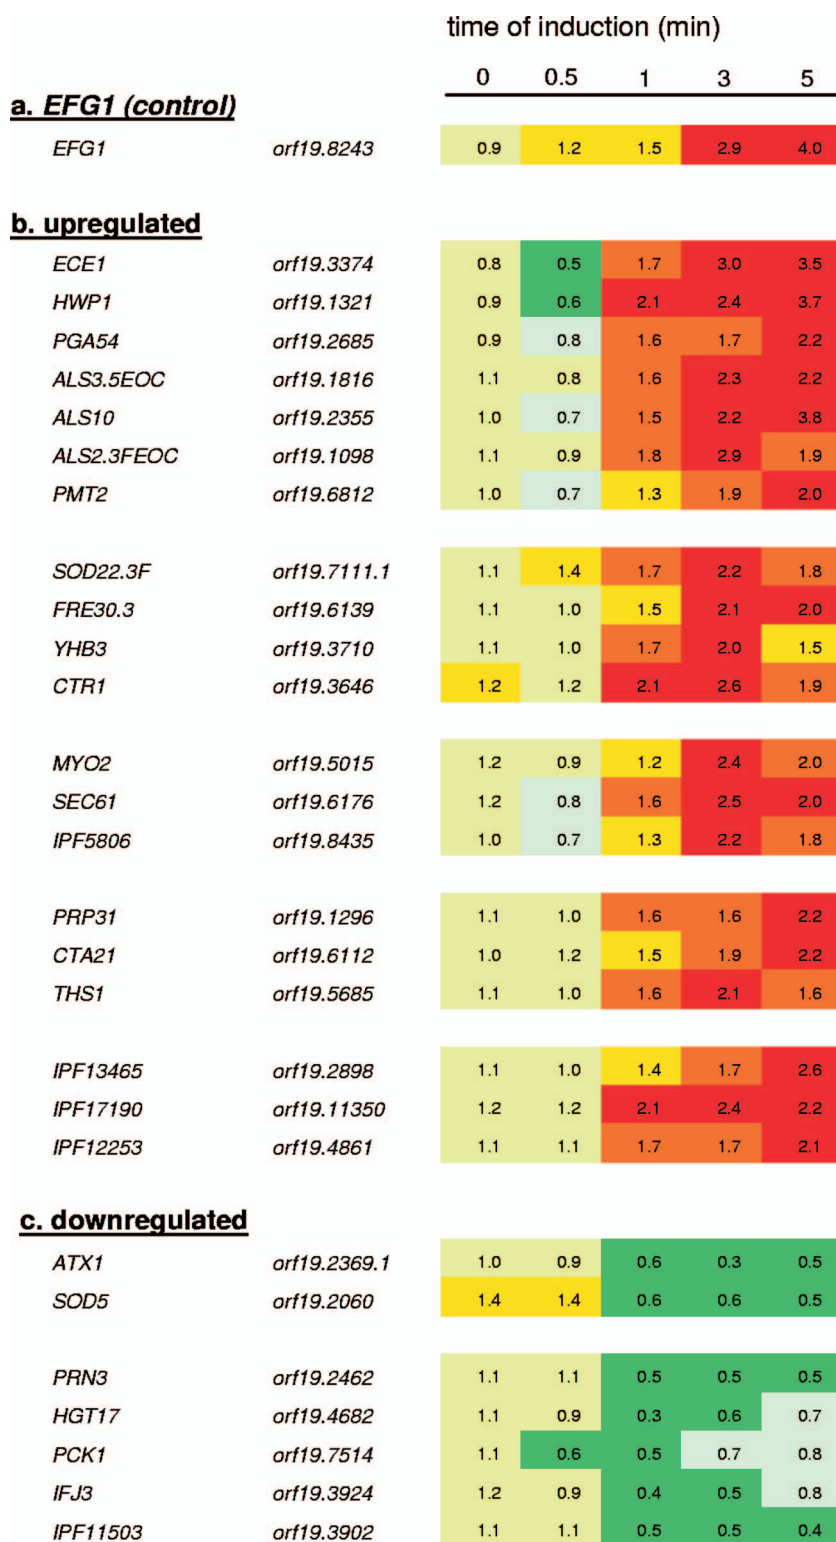 time of induction (min)
0 0.5 1 3 5
a. EFG1 (control)
EFG1 orf19.8243 0.9 1.2 1.5 2.9 4.0
b. upregulated
ECE1 orf19.3374 0.8 0.5 1.7 3.0 3.5
HWP1 orf19.1321 0.9 0.6 2.1 2.4 3.7
PGA54 orf19.2685 0.9 0.8 1.6 1.7 2.2
ALS3.5EOC orf19.1816 1.1 0.8 1.6 2.3 2.2
ALS10 orf19.2355 1.0 0.7 1.5 2.2 3.8
ALS2.3FEOC orf19.1098 1.1 0.9 1.8 2.9 1.9
PMT2 orf19.6812 1.0 0.7 1.3 1.9 2.0
SOD22.3F orf19.7111.1 1.1 1.4 1.7 2.2 1.8
FRE30.3 orf19.6139 1.1 1.0 1.5 2.1 2.0
YHB3 orf19.3710 1.1 1.0 1.7 2.0 1.5
CTR1 orf19.3646 1.2 1.2 2.1 2.6 1.9
MYO2 orf19.5015 1.2 0.9 1.2 2.4 2.0
SEC61 orf19.6176 1.2 0.8 1.6 2.5 2.0
IPF5806 orf19.8435 1.0 0.7 1.3 2.2 1.8
PRP31 orf19.1296 1.1 1.0 1.6 1.6 2.2
CTA21 orf19.6112 1.0 1.2 1.5 1.9 2.2
THS1 orf19.5685 1.1 1.0 1.6 2.1 1.6
IPF13465 orf19.2898 1.1 1.0 1.4 1.7 2.6
IPF17190 orf19.11350 1.2 1.2 2.1 2.4 2.2
IPF12253 orf19.4861 1.1 1.1 1.7 1.7 2.1
c. downregulated
ATX1 orf19.2369.1 1.0 0.9 0.6 0.3 0.5
SOD5 orf19.2060 1.4 1.4 0.6 0.6 0.5
PRN3 orf19.2462 1.1 1.1 0.5 0.5 0.5
HGT17 orf19.4682 1.1 0.9 0.3 0.6 0.7
PCK1 orf19.7514 1.1 0.6 0.5 0.7 0.8
IFJ3 orf19.3924 1.2 0.9 0.4 0.5 0.8
IPF11503 orf19.3902 1.1 1.1 0.5 0.5 0.4